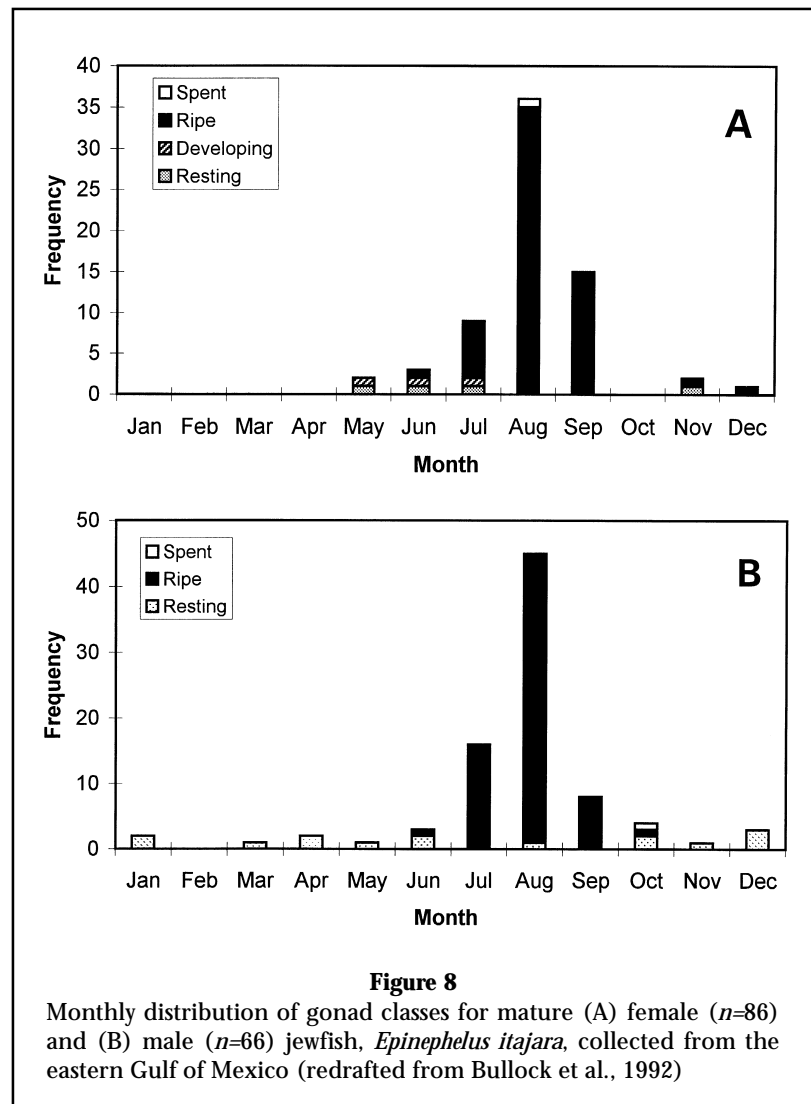 40
35
30
25
20
15
10
5
0
Frequency
Spent
Ripe
Developing
Resting
A
Jan Feb Mar Apr May Jun Jul Aug Sep Oct Nov Dec
Month
50
40
30
20
10
0
Frequency
Spent
Ripe
Resting
B
Jan Feb Mar Apr May Jun Jul Aug Sep Oct Nov Dec
Month
Figure 8
Monthly distribution of gonad classes for mature (A) female (n=86)
and (B) male (n=66) jewfish, Epinephelus itajara, collected from the
eastern Gulf of Mexico (redrafted from Bullock et al., 1992)